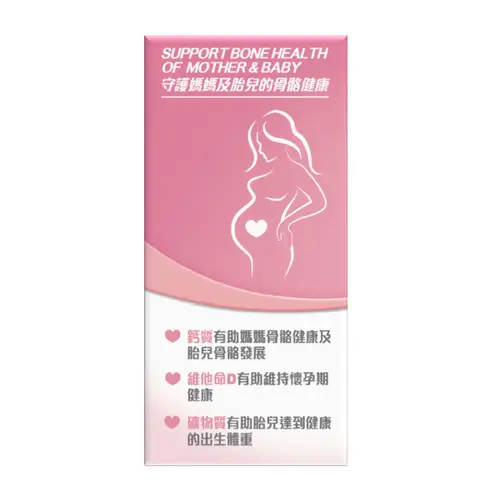 SUPPORT BONE HEALTH
OF MOTHER & BABY
守護媽媽及胎兒的骨骼健康
鈣質有助媽媽骨骼健康及
胎兒骨骼發展
維他命D有助維持懷孕期
健康
礦物質有助胎兒達到健康
的出生體重